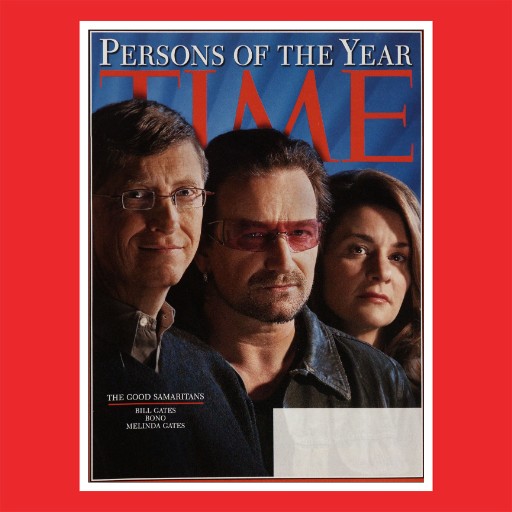 PERSONS OF THE YEAR
TIME
THE GOOD SAMARITANS
BILL GATES
BONO
MELINDA GATES